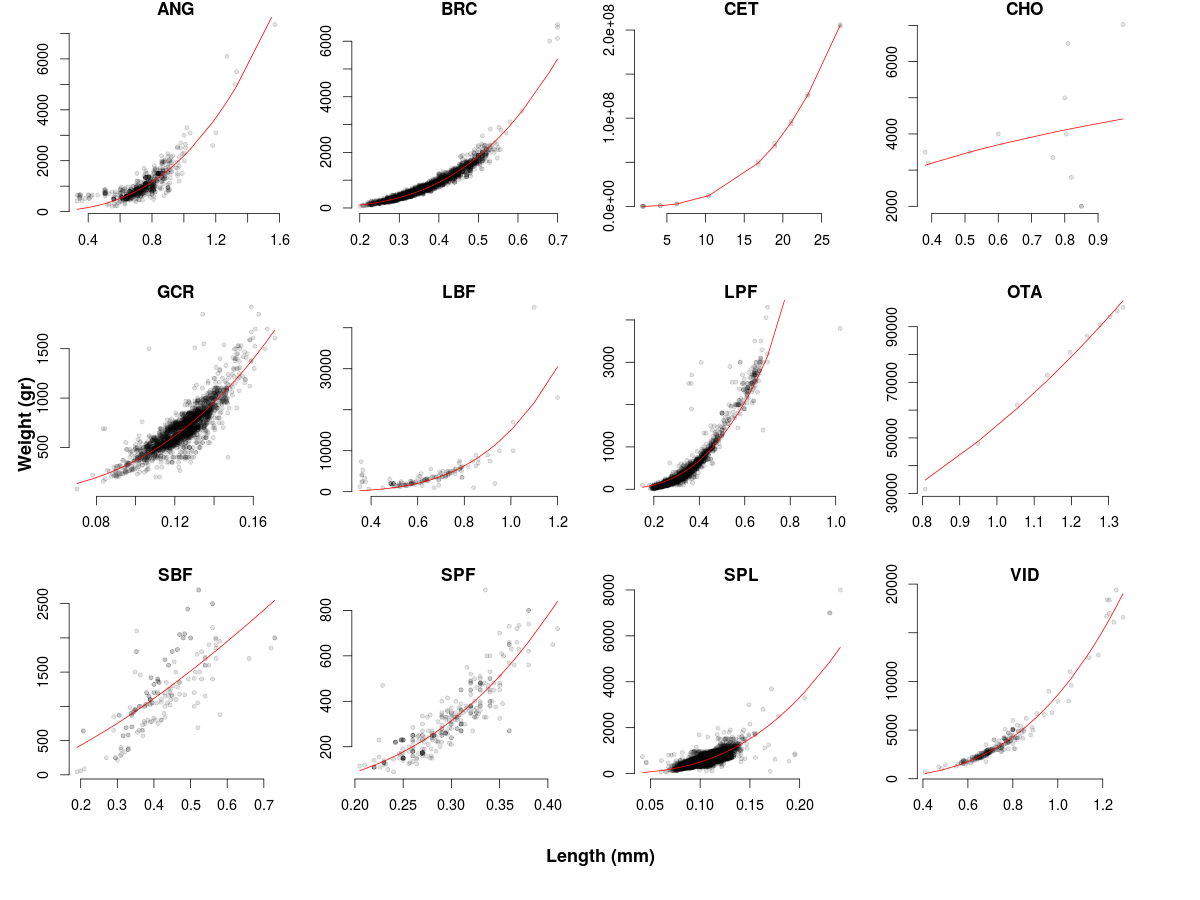 ANG BRC CET CHO
0 2000 4000 6000
0.4 0.8 1.2 1.6
0 2000 4000 6000
0.2 0.3 0.4 0.5 0.6 0.7
0.0e+00 1.0e+08 2.0e+08
5 10 15 20 25
2000 4000 6000
0.4 0.5 0.6 0.7 0.8 0.9
GCR LBF LPF OTA
Weight (gr)
500 1000 1500
0.08 0.12 0.16
0 10000 30000
0.4 0.6 0.8 1.0 1.2
0 1000 3000
0.2 0.4 0.6 0.8 1.0
30000 50000 70000 90000
0.8 0.9 1.0 1.1 1.2 1.3
SBF SPF SPL VID
0 500 1500 2500
0.2 0.3 0.4 0.5 0.6 0.7
200 400 600 800
0.20 0.25 0.30 0.35 0.40
0 2000 4000 6000 8000
0.05 0.10 0.15 0.20
0 5000 10000 20000
0.4 0.6 0.8 1.0 1.2
Length (mm)